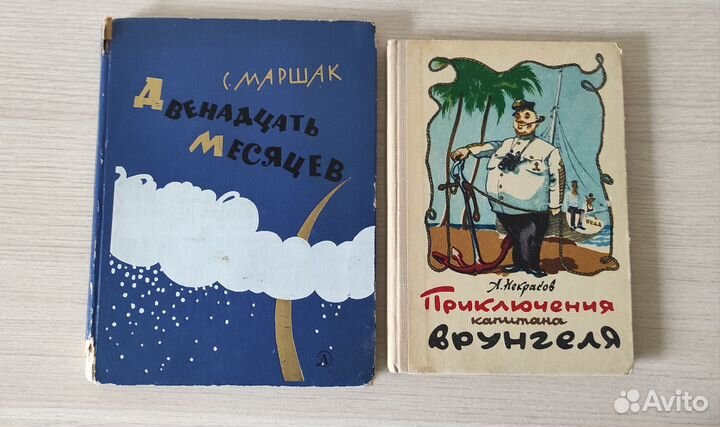 С. МАРШАК
ДВЕНАДЦАТЬ
МЕСЯЦЕВ
А. Некрасов
ПРИКЛЮЧЕНИЯ
капитана
ВРУНГЕЛЯ
Avito